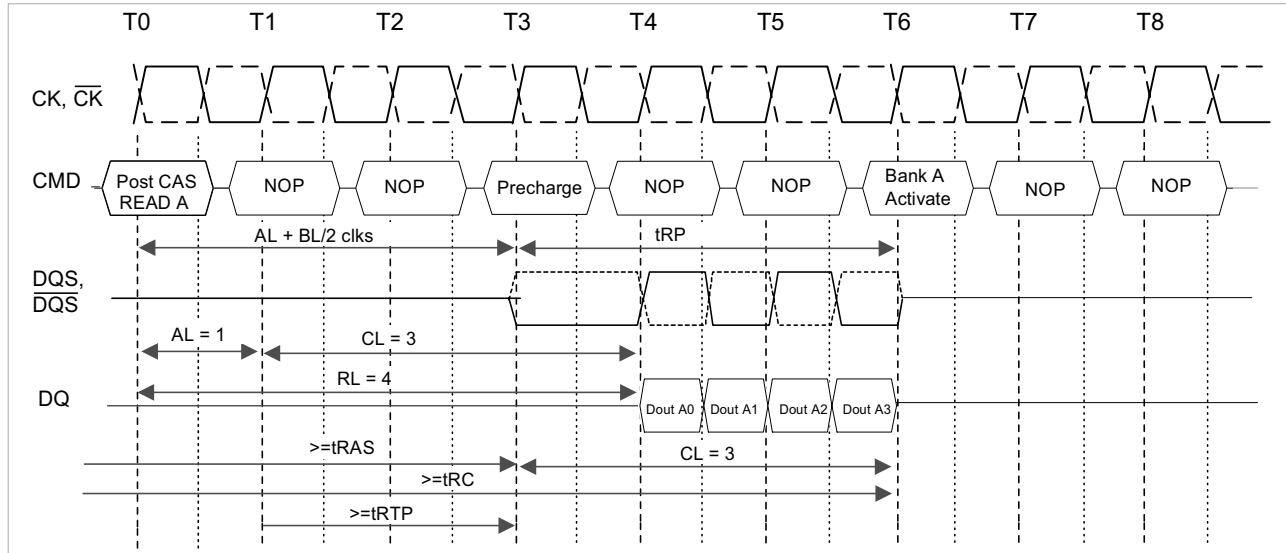 T0 T1 T2 T3 T4 T5 T6 T7 T8
CK, C̅K̅
CMD
Post CAS
READ A
NOP
NOP
Precharge
NOP
NOP
Bank A
Activate
NOP
NOP
AL + BL/2 clks
tRP
DQS,
D̅Q̅S̅
AL = 1
CL = 3
RL = 4
DQ
Dout A0
Dout A1
Dout A2
Dout A3
>=tRAS
CL = 3
>=tRC
>=tRTP